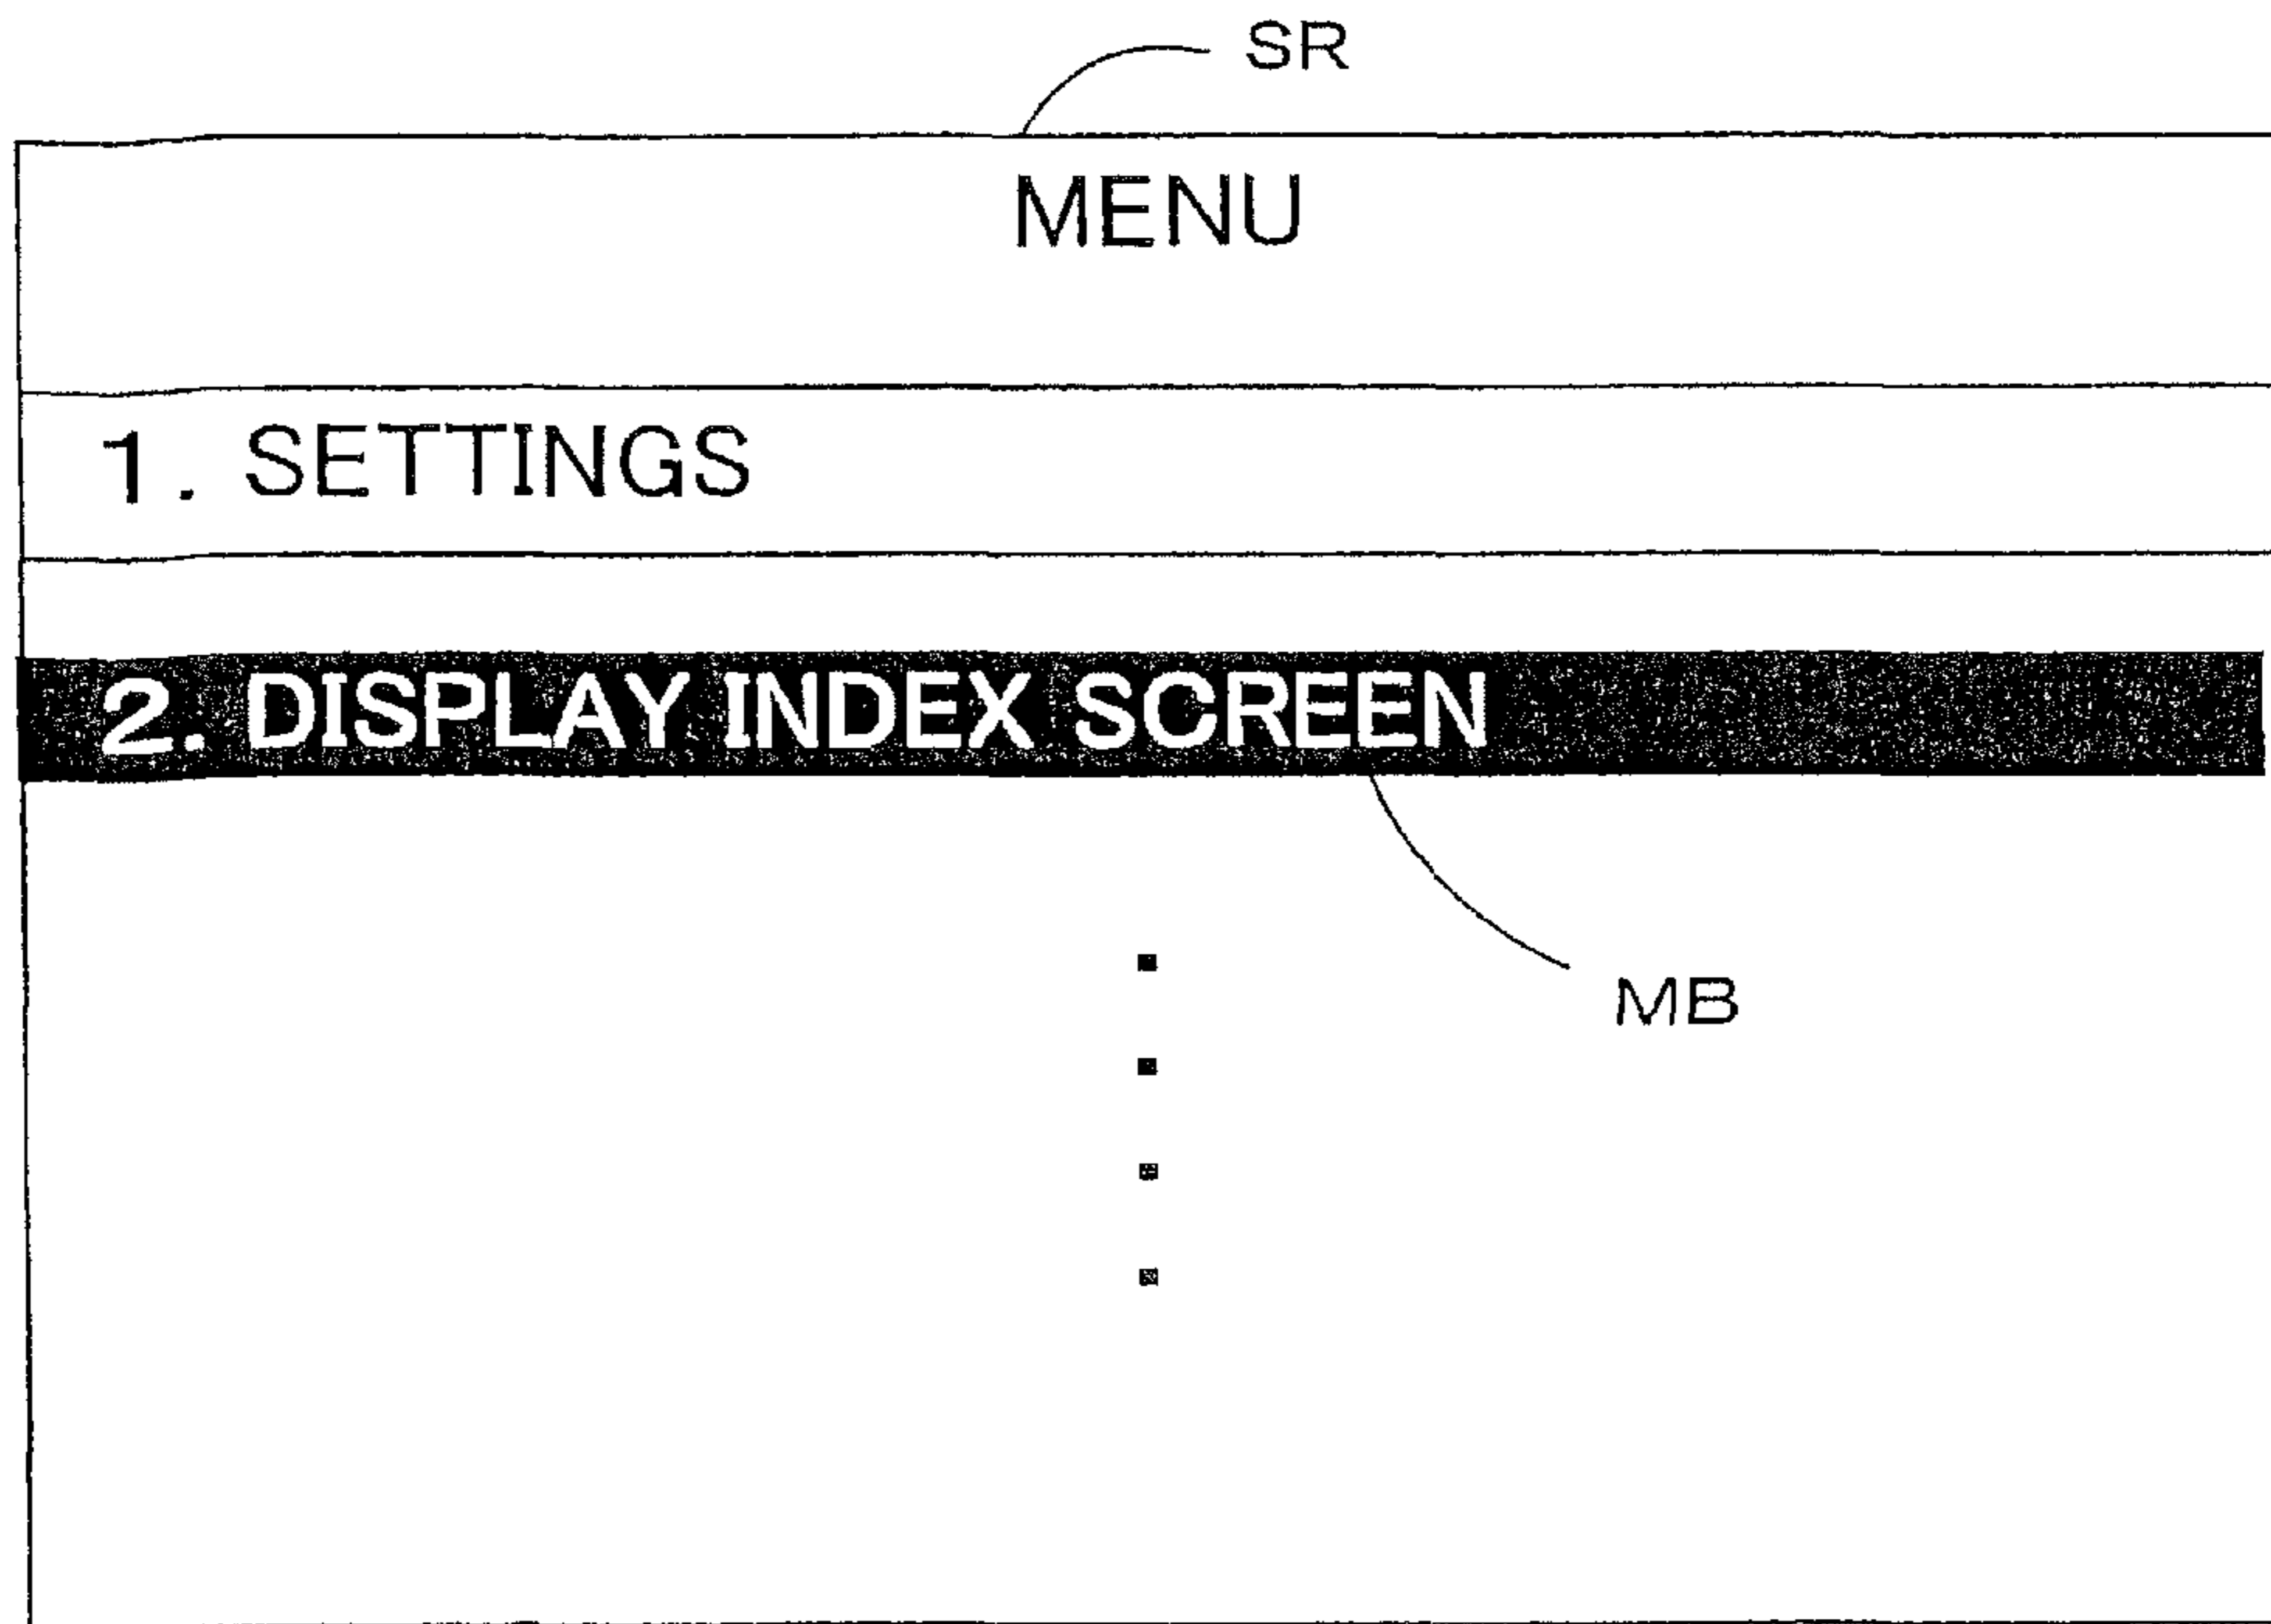 SR
MENU
1. SETTINGS
2. DISPLAY INDEX SCREEN
MB